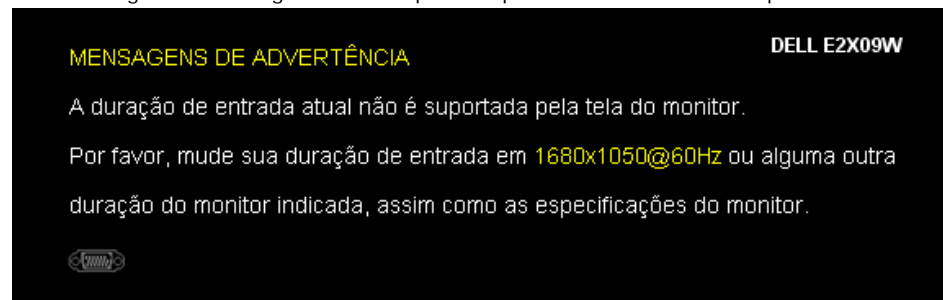 MENSAGENS DE ADVERTÊNCIA
DELL E2X09W
A duração de entrada atual não é suportada pela tela do monitor.
Por favor, mude sua duração de entrada em 1680x1050@60Hz ou alguma outra
duração do monitor indicada, assim como as especificações do monitor.